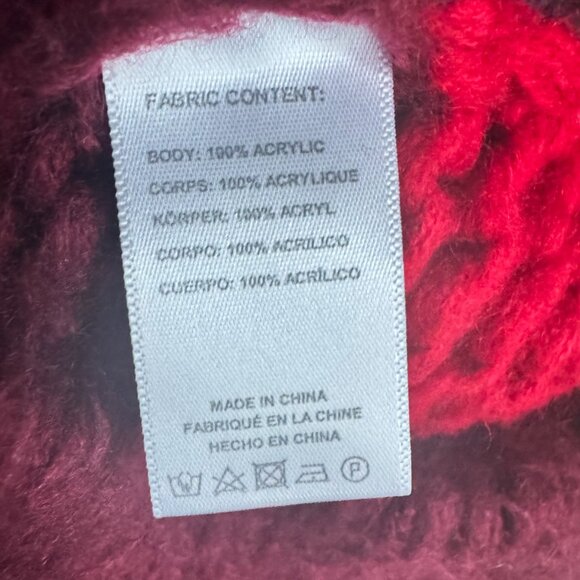 FABRIC CONTENT:
BODY: 100% ACRYLIC
CORPS: 100% ACRYLIQUE
KÖRPER: 100% ACRYL
CORPO: 100% ACRILICO
CUERPO: 100% ACRÍLICO
MADE IN CHINA
FABRIQUÉ EN LA CHINE
HECHO EN CHINA
P